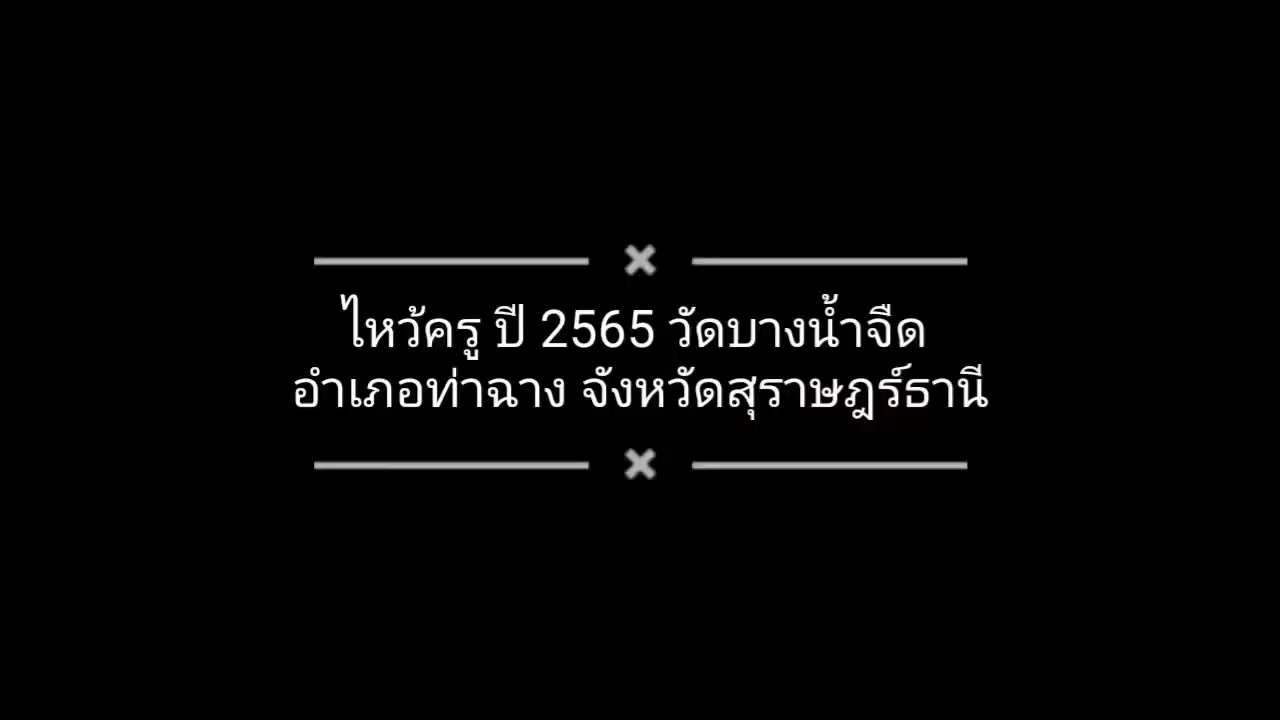 ไหว้ครู ปี 2565 วัดบางน้ำจืด
อำเภอท่าฉาง จังหวัดสุราษฎร์ธานี